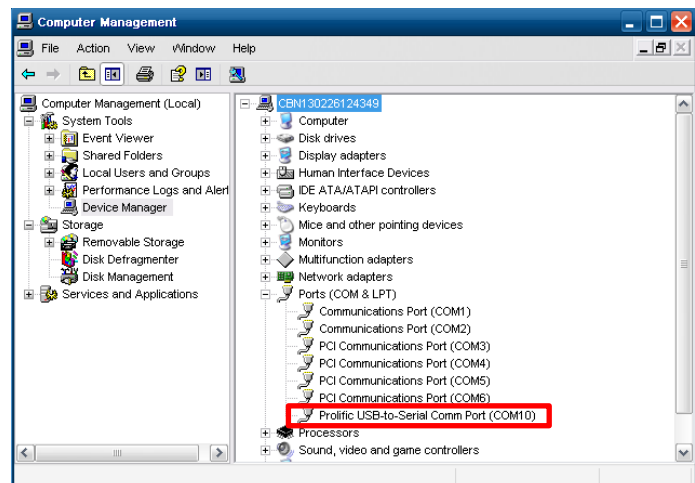 Computer Management
File Action View Window Help
Computer Management (Local)
System Tools
Event Viewer
Shared Folders
Local Users and Groups
Performance Logs and Alert
Device Manager
Storage
Removable Storage
Disk Defragmenter
Disk Management
Services and Applications
CBN130226124349
Computer
Disk drives
Display adapters
Human Interface Devices
IDE ATA/ATAPI controllers
Keyboards
Mice and other pointing devices
Monitors
Multifunction adapters
Network adapters
Ports (COM & LPT)
Communications Port (COM1)
Communications Port (COM2)
PCI Communications Port (COM3)
PCI Communications Port (COM4)
PCI Communications Port (COM5)
PCI Communications Port (COM6)
Prolific USB-to-Serial Comm Port (COM10)
Processors
Sound, video and game controllers